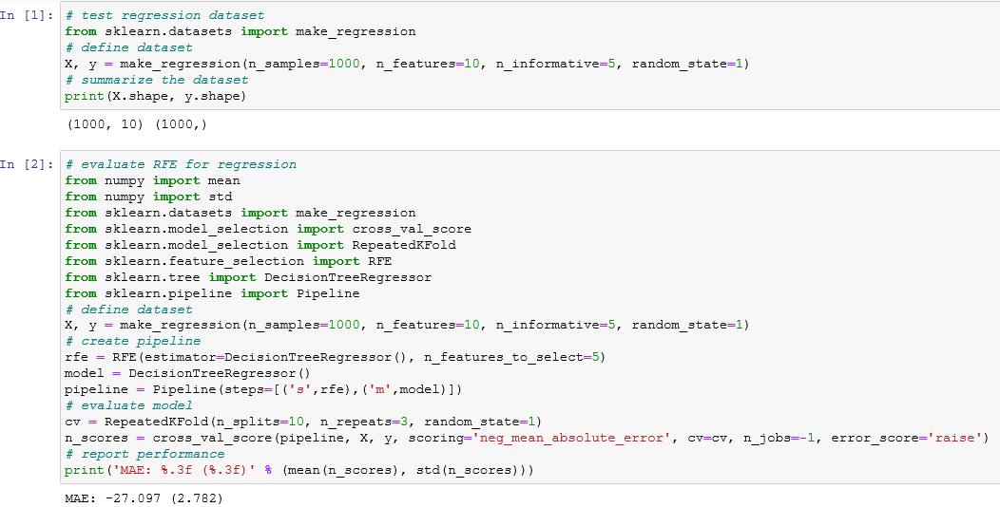 In [1]: # test regression dataset
from sklearn.datasets import make_regression
# define dataset
X, y = make_regression(n_samples=1000, n_features=10, n_informative=5, random_state=1)
# summarize the dataset
print(X.shape, y.shape)
(1000, 10) (1000,)
In [2]: # evaluate RFE for regression
from numpy import mean
from numpy import std
from sklearn.datasets import make_regression
from sklearn.model_selection import cross_val_score
from sklearn.model_selection import RepeatedKFold
from sklearn.feature_selection import RFE
from sklearn.tree import DecisionTreeRegressor
from sklearn.pipeline import Pipeline
# define dataset
X, y = make_regression(n_samples=1000, n_features=10, n_informative=5, random_state=1)
# create pipeline
rfe = RFE(estimator=DecisionTreeRegressor(), n_features_to_select=5)
model = DecisionTreeRegressor()
pipeline = Pipeline(steps=[('s',rfe),('m',model)])
# evaluate model
cv = RepeatedKFold(n_splits=10, n_repeats=3, random_state=1)
n_scores = cross_val_score(pipeline, X, y, scoring='neg_mean_absolute_error', cv=cv, n_jobs=-1, error_score='raise')
# report performance
print('MAE: %.3f (%.3f)' % (mean(n_scores), std(n_scores)))
MAE: -27.097 (2.782)